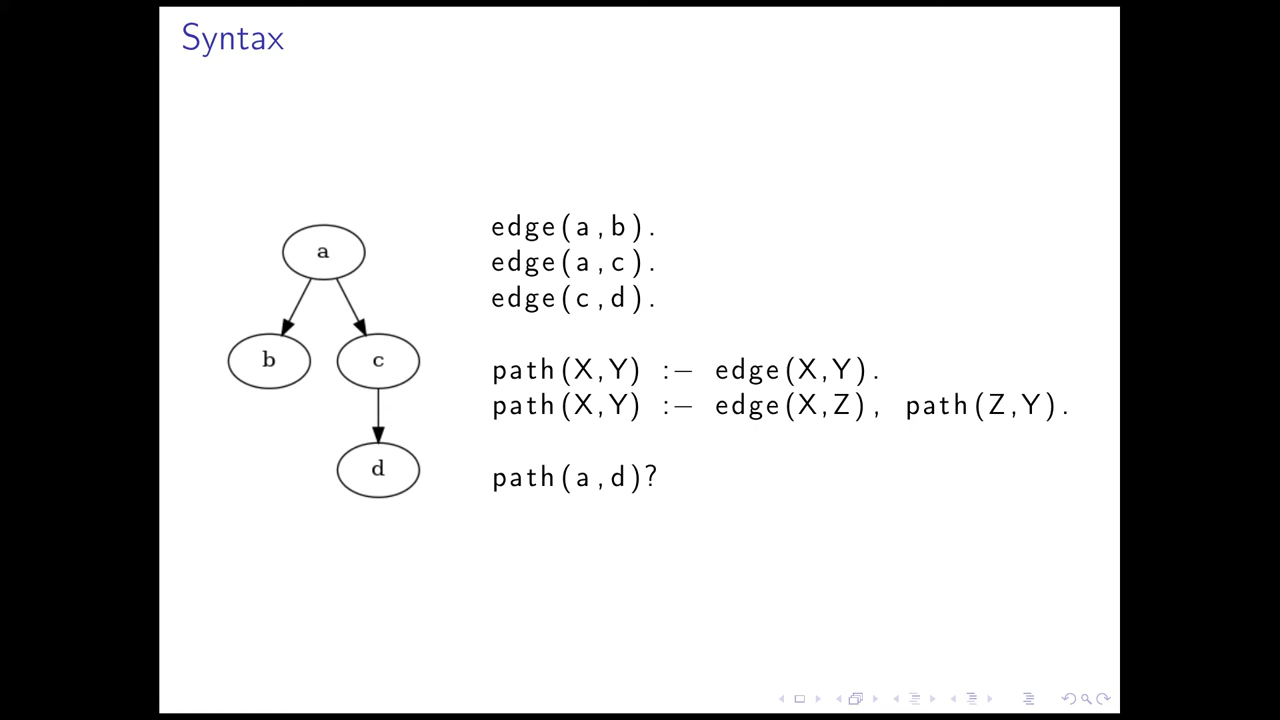 Syntax
a
b
c
d
edge(a,b).
edge(a,c).
edge(c,d).
path(X,Y) :- edge(X,Y).
path(X,Y) :- edge(X,Z), path(Z,Y).
path(a,d)?